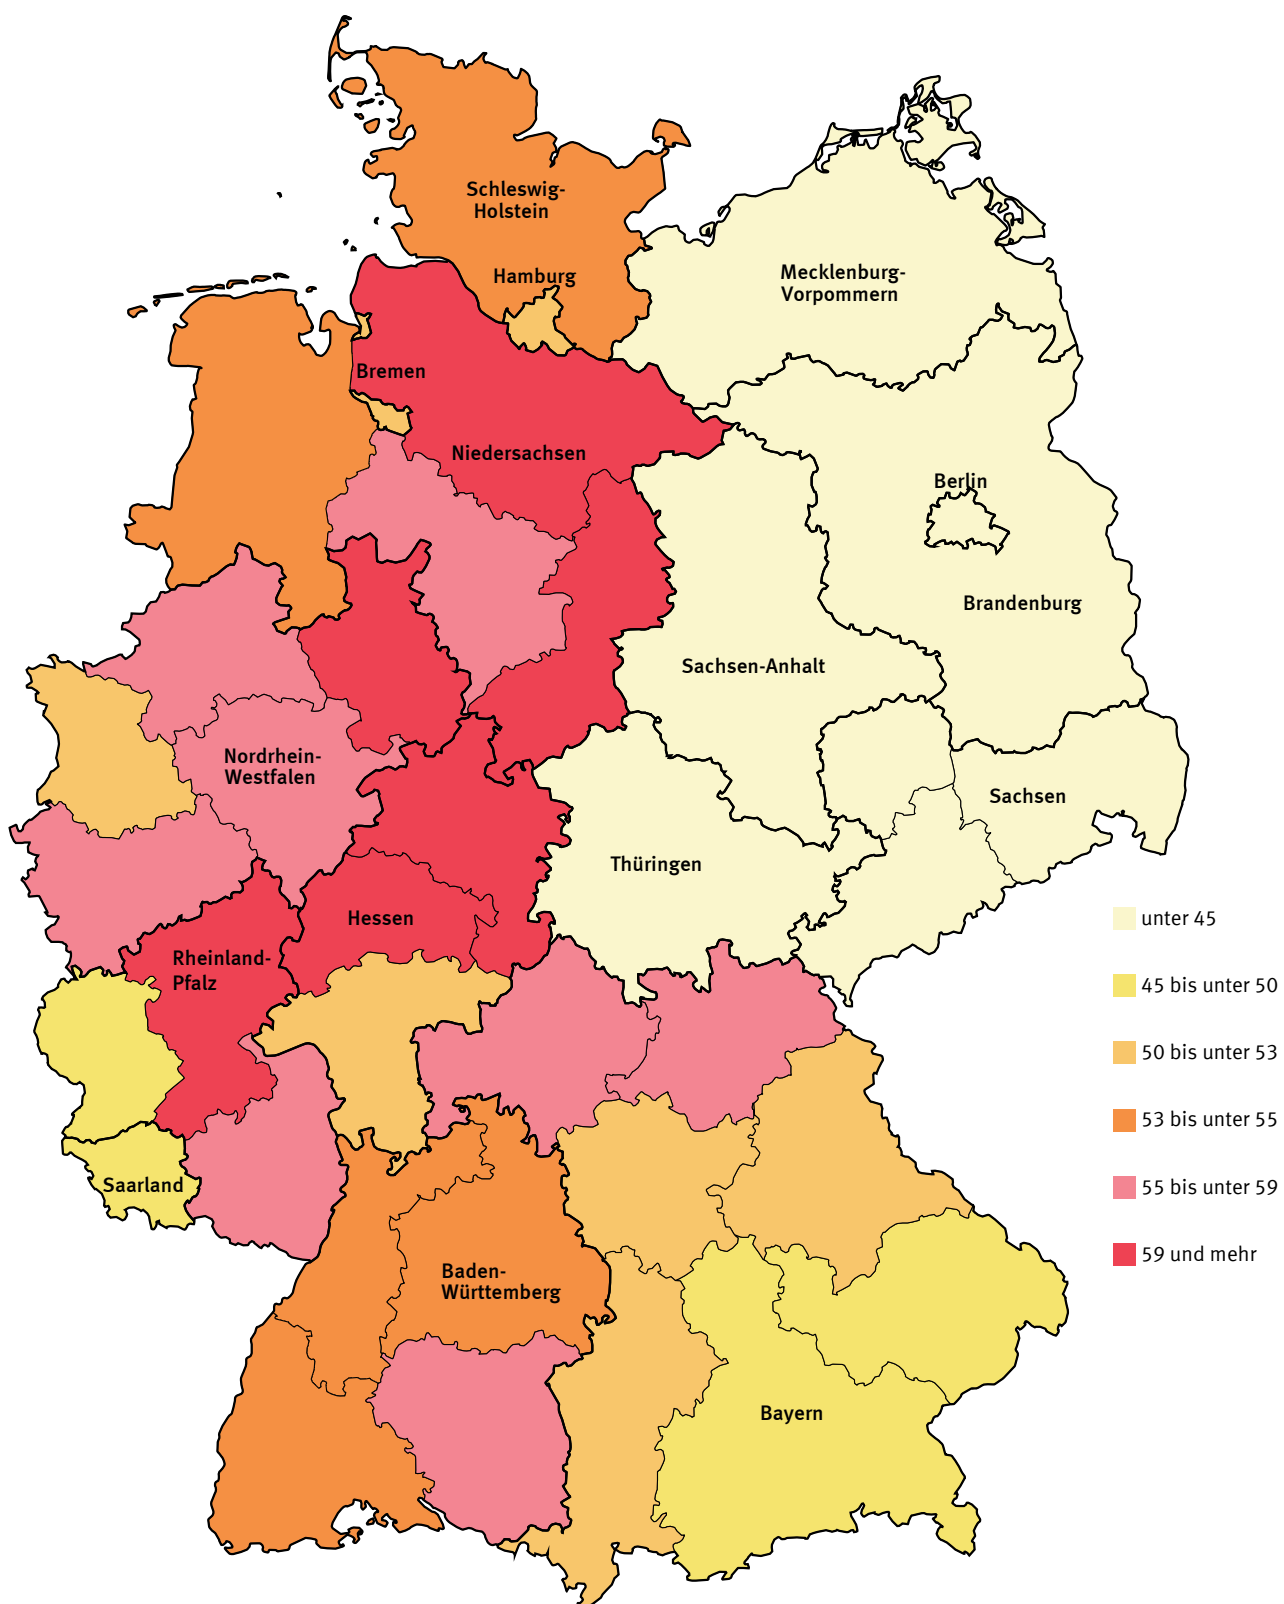 Schleswig-
Holstein
Hamburg
Mecklenburg-
Vorpommern
Bremen
Niedersachsen
Berlin
Brandenburg
Sachsen-Anhalt
Nordrhein-
Westfalen
Sachsen
Thüringen
Hessen
Rheinland-
Pfalz
Saarland
Baden-
Württemberg
Bayern
unter 45
45 bis unter 50
50 bis unter 53
53 bis unter 55
55 bis unter 59
59 und mehr